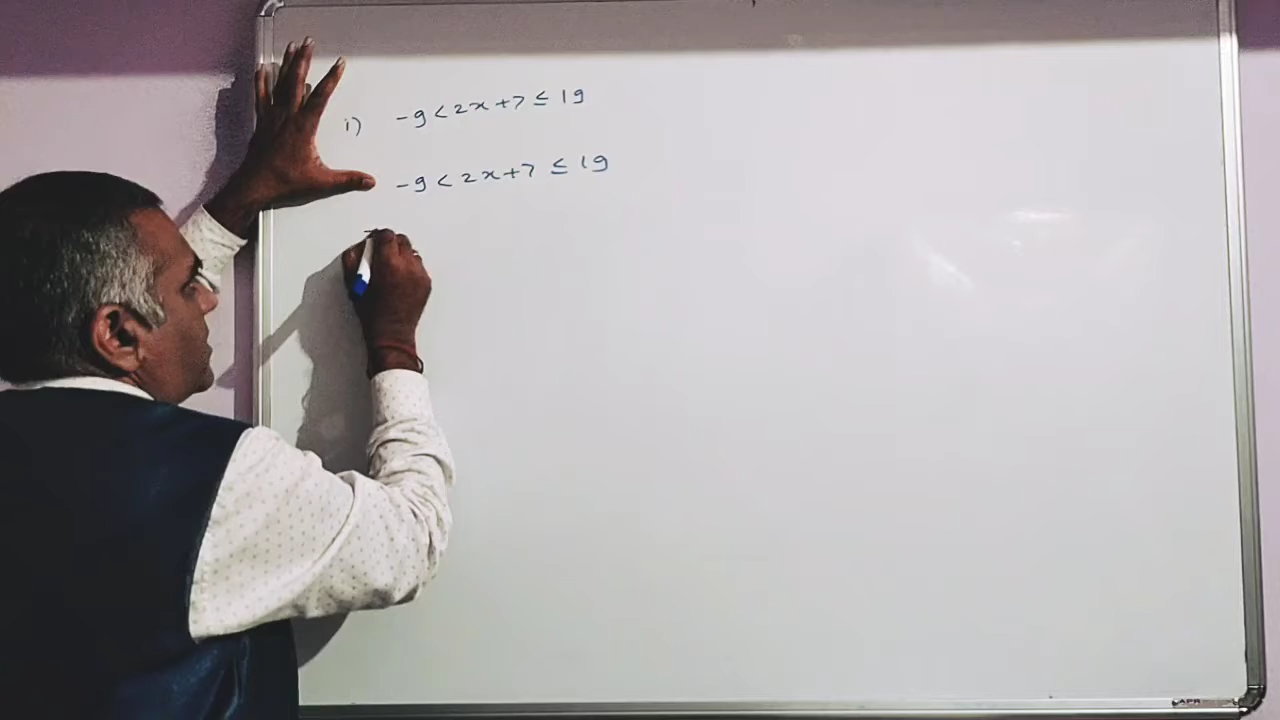 i) -9 < 2x + 7 ≤ 19
-9 < 2x + 7 ≤ 19